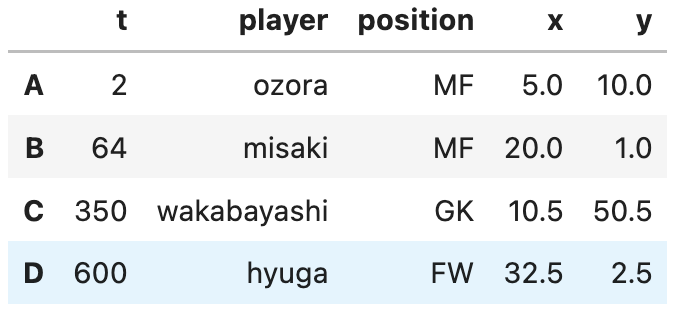 t player position x y
A 2 ozora MF 5.0 10.0
B 64 misaki MF 20.0 1.0
C 350 wakabayashi GK 10.5 50.5
D 600 hyuga FW 32.5 2.5